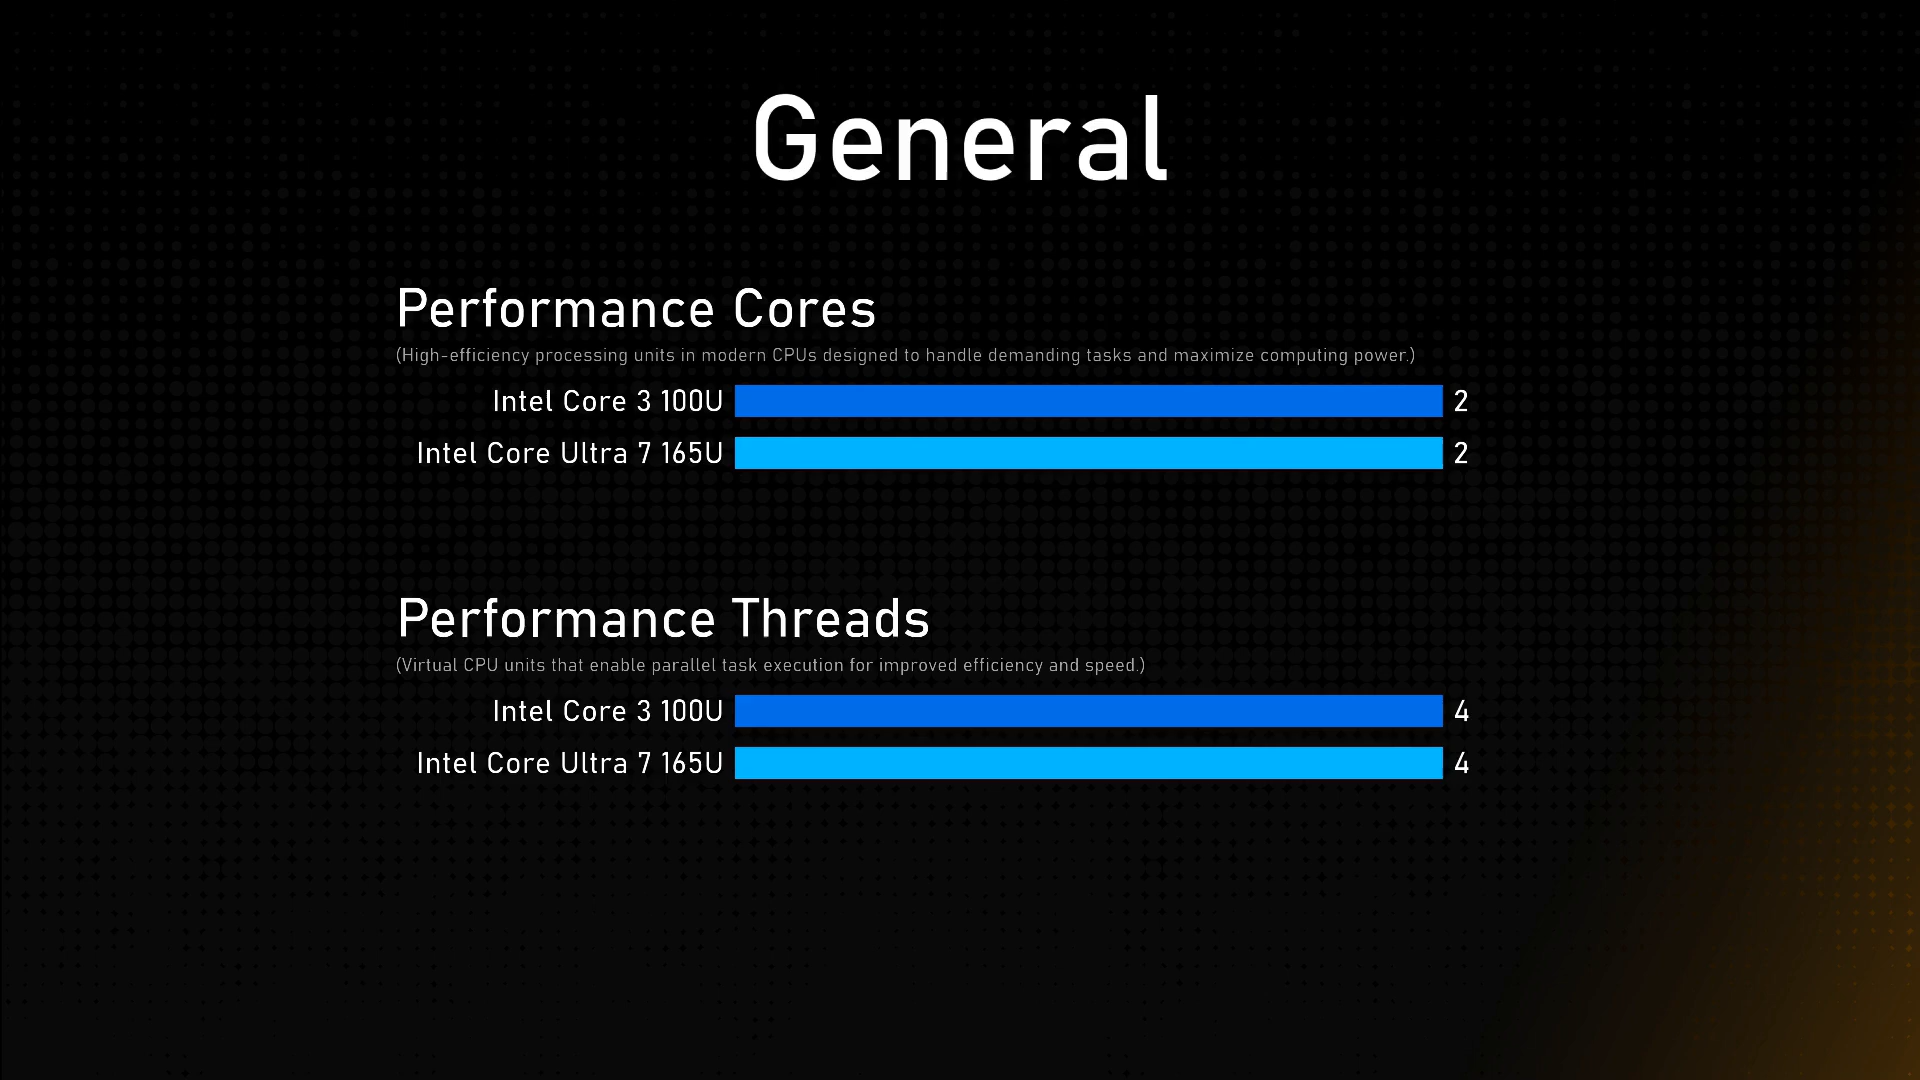 General
Performance Cores
(High-efficiency processing units in modern CPUs designed to handle demanding tasks and maximize computing power.)
Intel Core 3 100U 2
Intel Core Ultra 7 165U 2
Performance Threads
(Virtual CPU units that enable parallel task execution for improved efficiency and speed.)
Intel Core 3 100U 4
Intel Core Ultra 7 165U 4